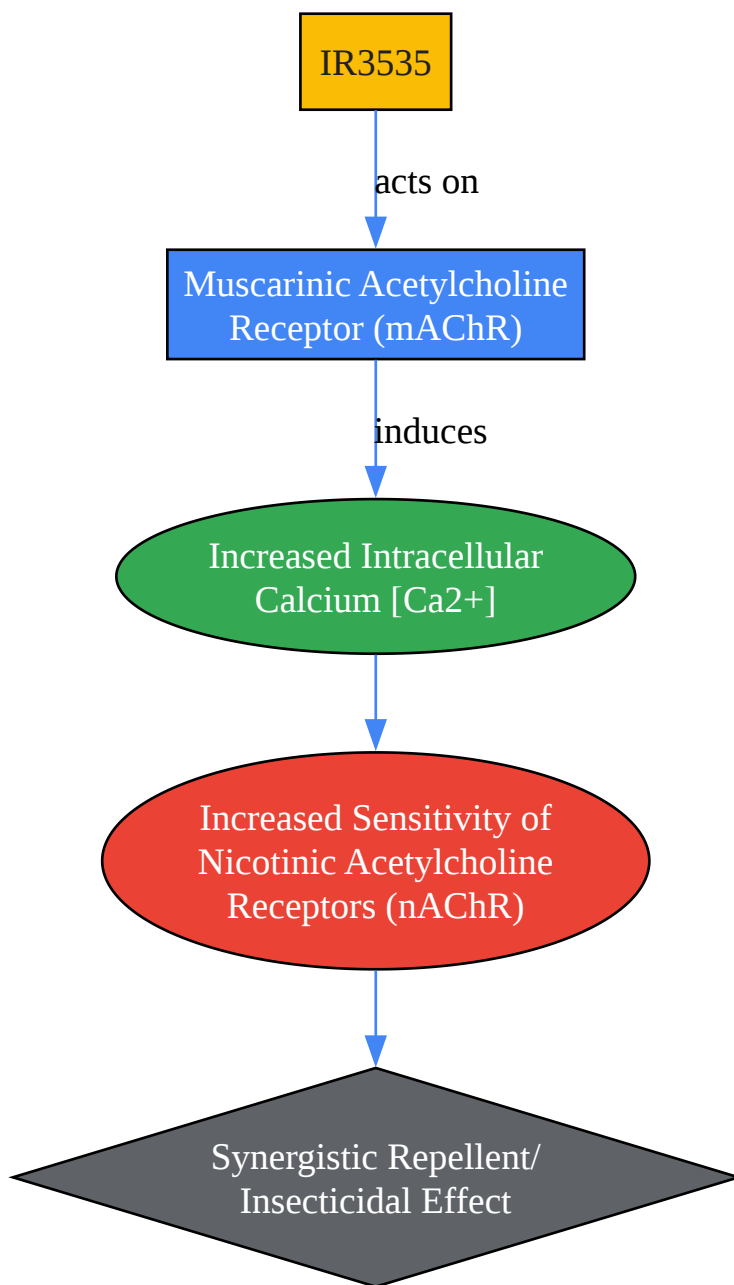 IR3535
acts on
Muscarinic Acetylcholine
Receptor (mAChR)
induces
Increased Intracellular
Calcium [Ca2+]
Increased Sensitivity of
Nicotinic Acetylcholine
Receptors (nAChR)
Synergistic Repellent/
Insecticidal Effect